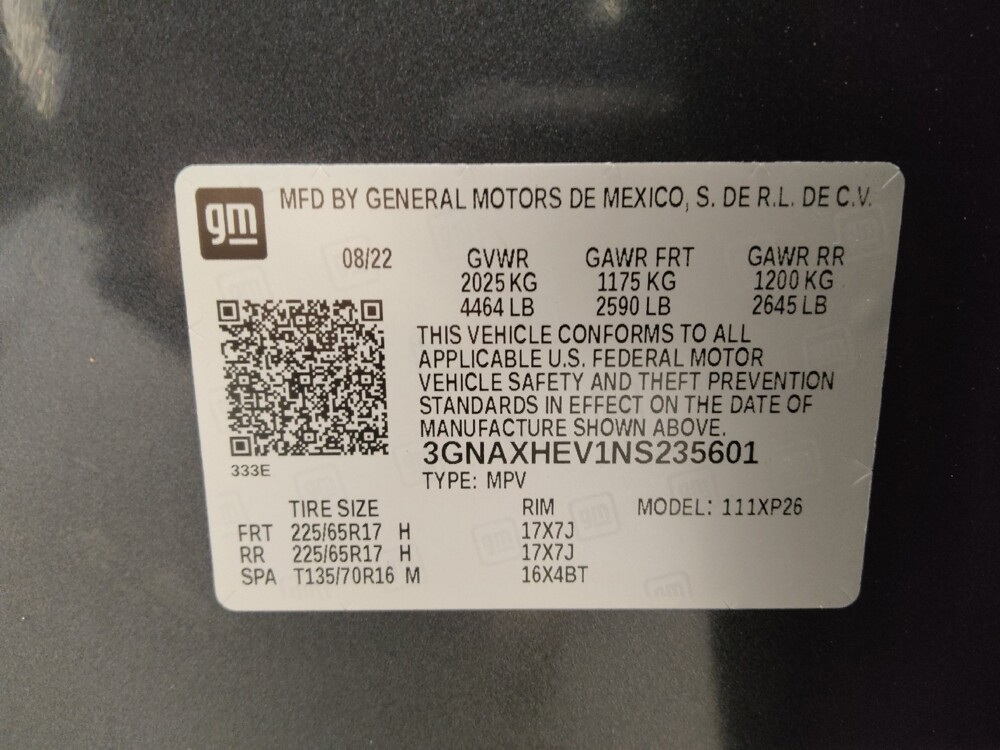 gm
MFD BY GENERAL MOTORS DE MEXICO, S. DE R.L. DE C.V.
08/22 GVWR GAWR FRT GAWR RR
2025 KG 1175 KG 1200 KG
4464 LB 2590 LB 2645 LB
THIS VEHICLE CONFORMS TO ALL
APPLICABLE U.S. FEDERAL MOTOR
VEHICLE SAFETY AND THEFT PREVENTION
STANDARDS IN EFFECT ON THE DATE OF
MANUFACTURE SHOWN ABOVE.
3GNAXHEV1NS235601
333E
TYPE: MPV
TIRE SIZE RIM MODEL: 111XP26
FRT 225/65R17 H 17X7J
RR 225/65R17 H 17X7J
SPA T135/70R16 M 16X4BT